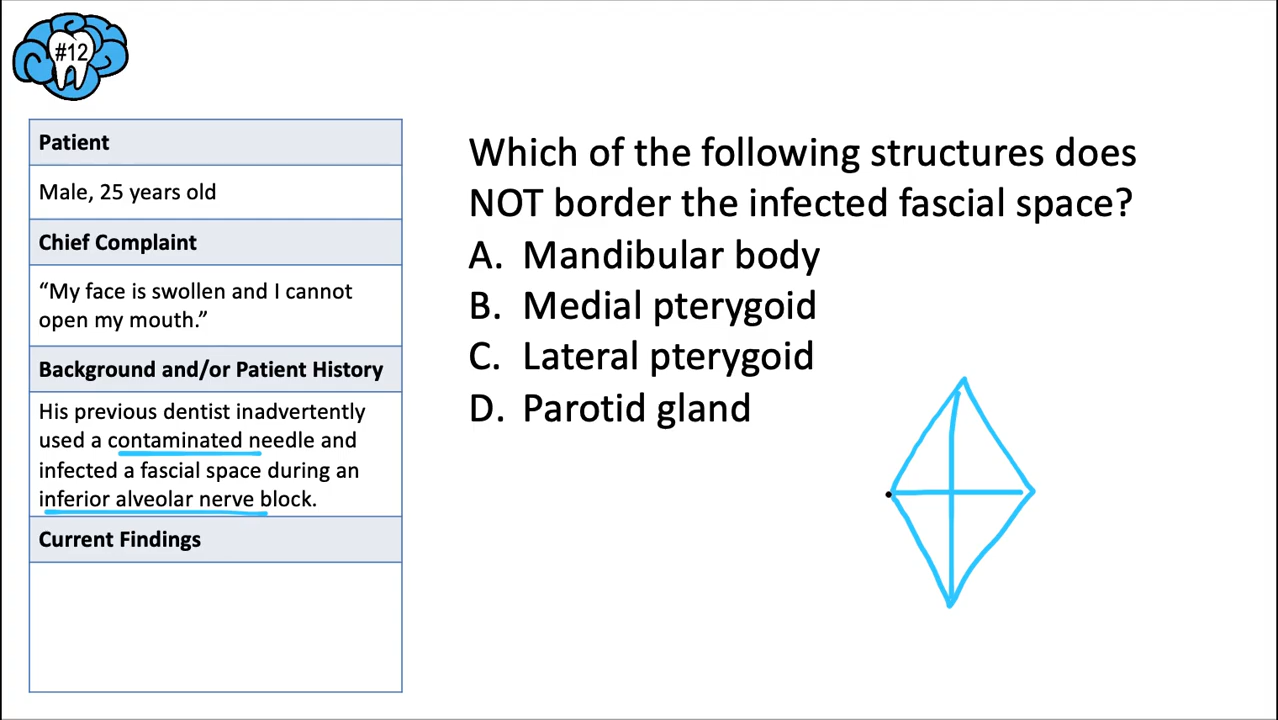 #12
Patient
Male, 25 years old
Chief Complaint
“My face is swollen and I cannot
open my mouth.”
Background and/or Patient History
His previous dentist inadvertently
used a contaminated needle and
infected a fascial space during an
inferior alveolar nerve block.
Current Findings
Which of the following structures does
NOT border the infected fascial space?
A. Mandibular body
B. Medial pterygoid
C. Lateral pterygoid
D. Parotid gland